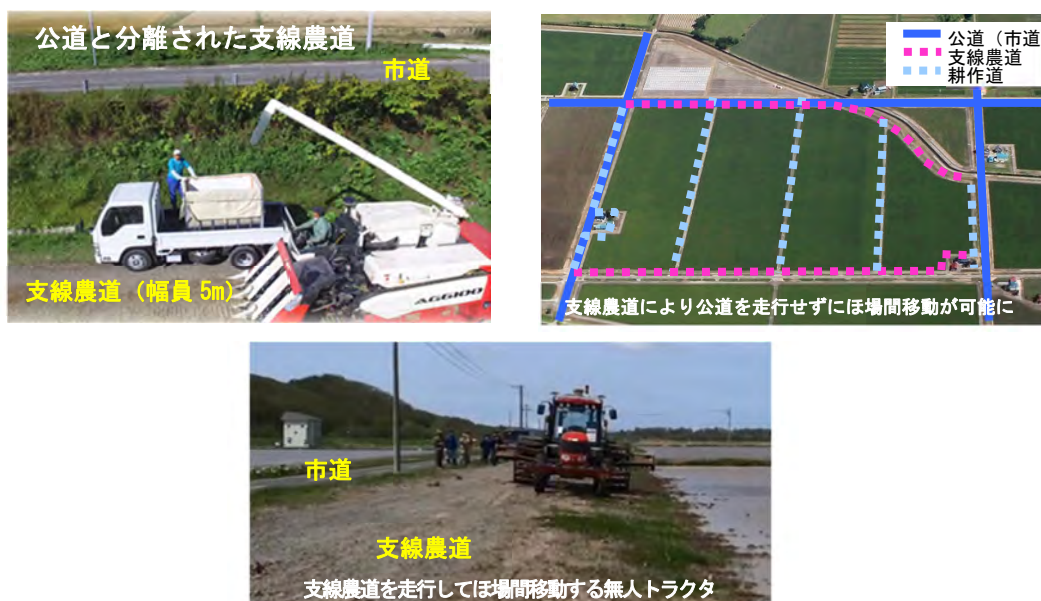 公道と分離された支線農道
市道
支線農道（幅員 5m）
AG6100
公道（市道
支線農道
耕作道
支線農道により公道を走行せずにほ場間移動が可能に
市道
支線農道
支線農道を走行してほ場間移動する無人トラクタ